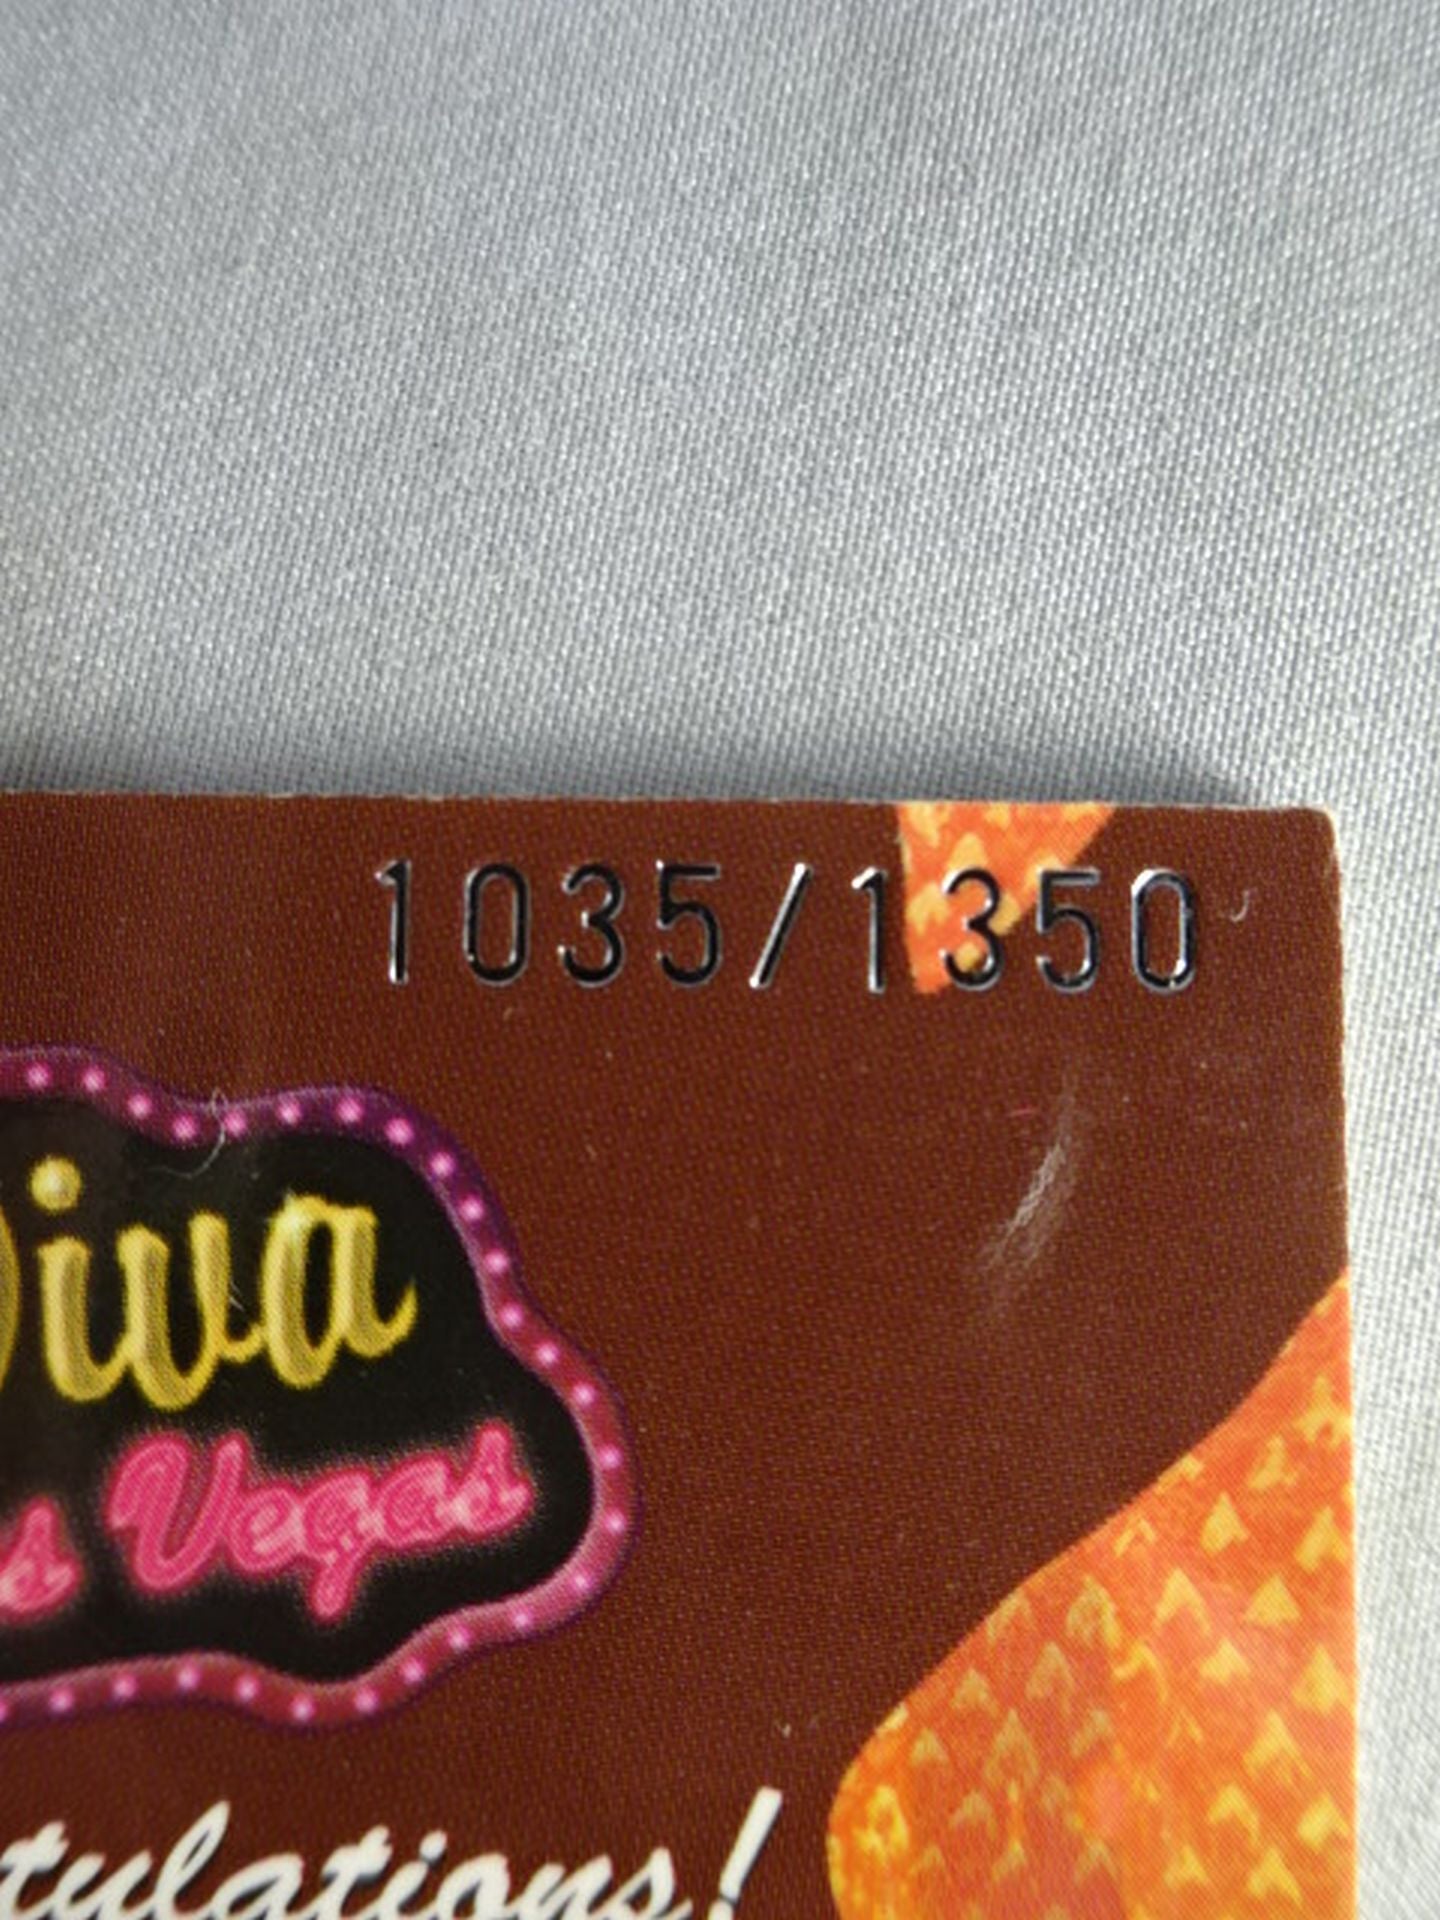 1035/1350
Diva
s Vegas
tulations!